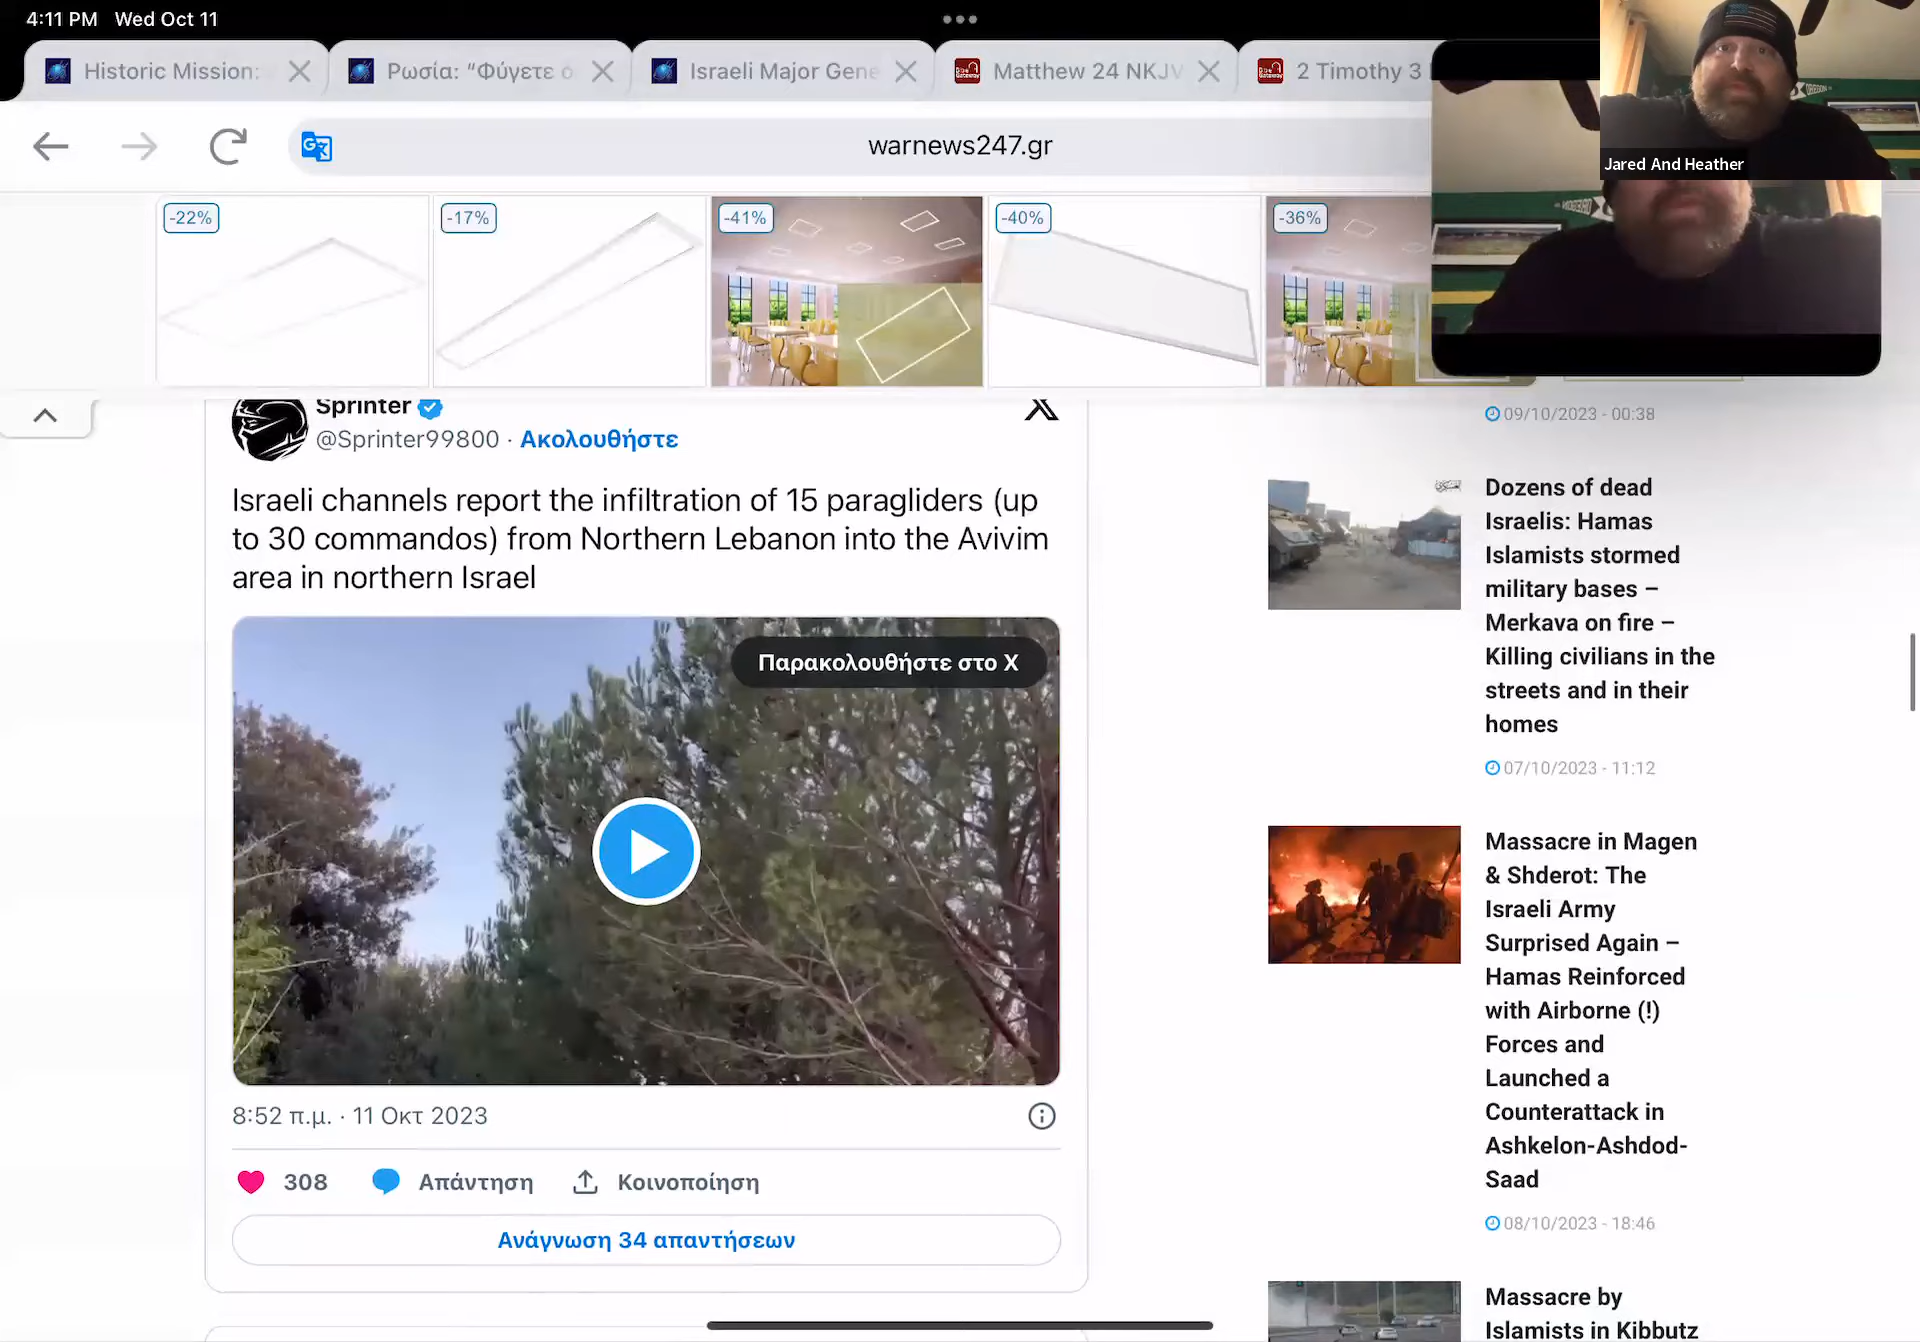 4:11 PM Wed Oct 11
Historic Mission:
Ρωσία: “Φύγετε ό
Israeli Major Gene
Matthew 24 NKJV
2 Timothy 3
warnews247.gr
Jared And Heather
-22%
-17%
-41%
-40%
-36%
Sprinter
@Sprinter99800 · Ακολουθήστε
Israeli channels report the infiltration of 15 paragliders (up
to 30 commandos) from Northern Lebanon into the Avivim
area in northern Israel
Παρακολουθήστε στο X
8:52 π.μ. · 11 Οκτ 2023
308 Απάντηση Κοινοποίηση
Ανάγνωση 34 απαντήσεων
09/10/2023 - 00:38
Dozens of dead
Israelis: Hamas
Islamists stormed
military bases –
Merkava on fire –
Killing civilians in the
streets and in their
homes
07/10/2023 - 11:12
Massacre in Magen
& Shderot: The
Israeli Army
Surprised Again –
Hamas Reinforced
with Airborne (!)
Forces and
Launched a
Counterattack in
Ashkelon-Ashdod-
Saad
08/10/2023 - 18:46
Massacre by
Islamists in Kibbutz